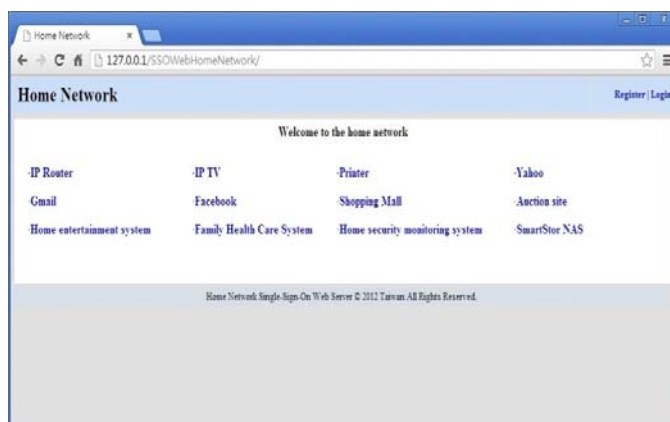 Home Network
127.0.0.1/SSOWebHomeNetwork/
Home Network
Register | Login
Welcome to the home network
·IP Router ·IP TV ·Printer ·Yahoo
·Gmail ·Facebook ·Shopping Mall ·Auction site
·Home entertainment system ·Family Health Care System ·Home security monitoring system ·SmartStor NAS
Home Network Single-Sign-On Web Server © 2012 Taiwan All Rights Reserved.